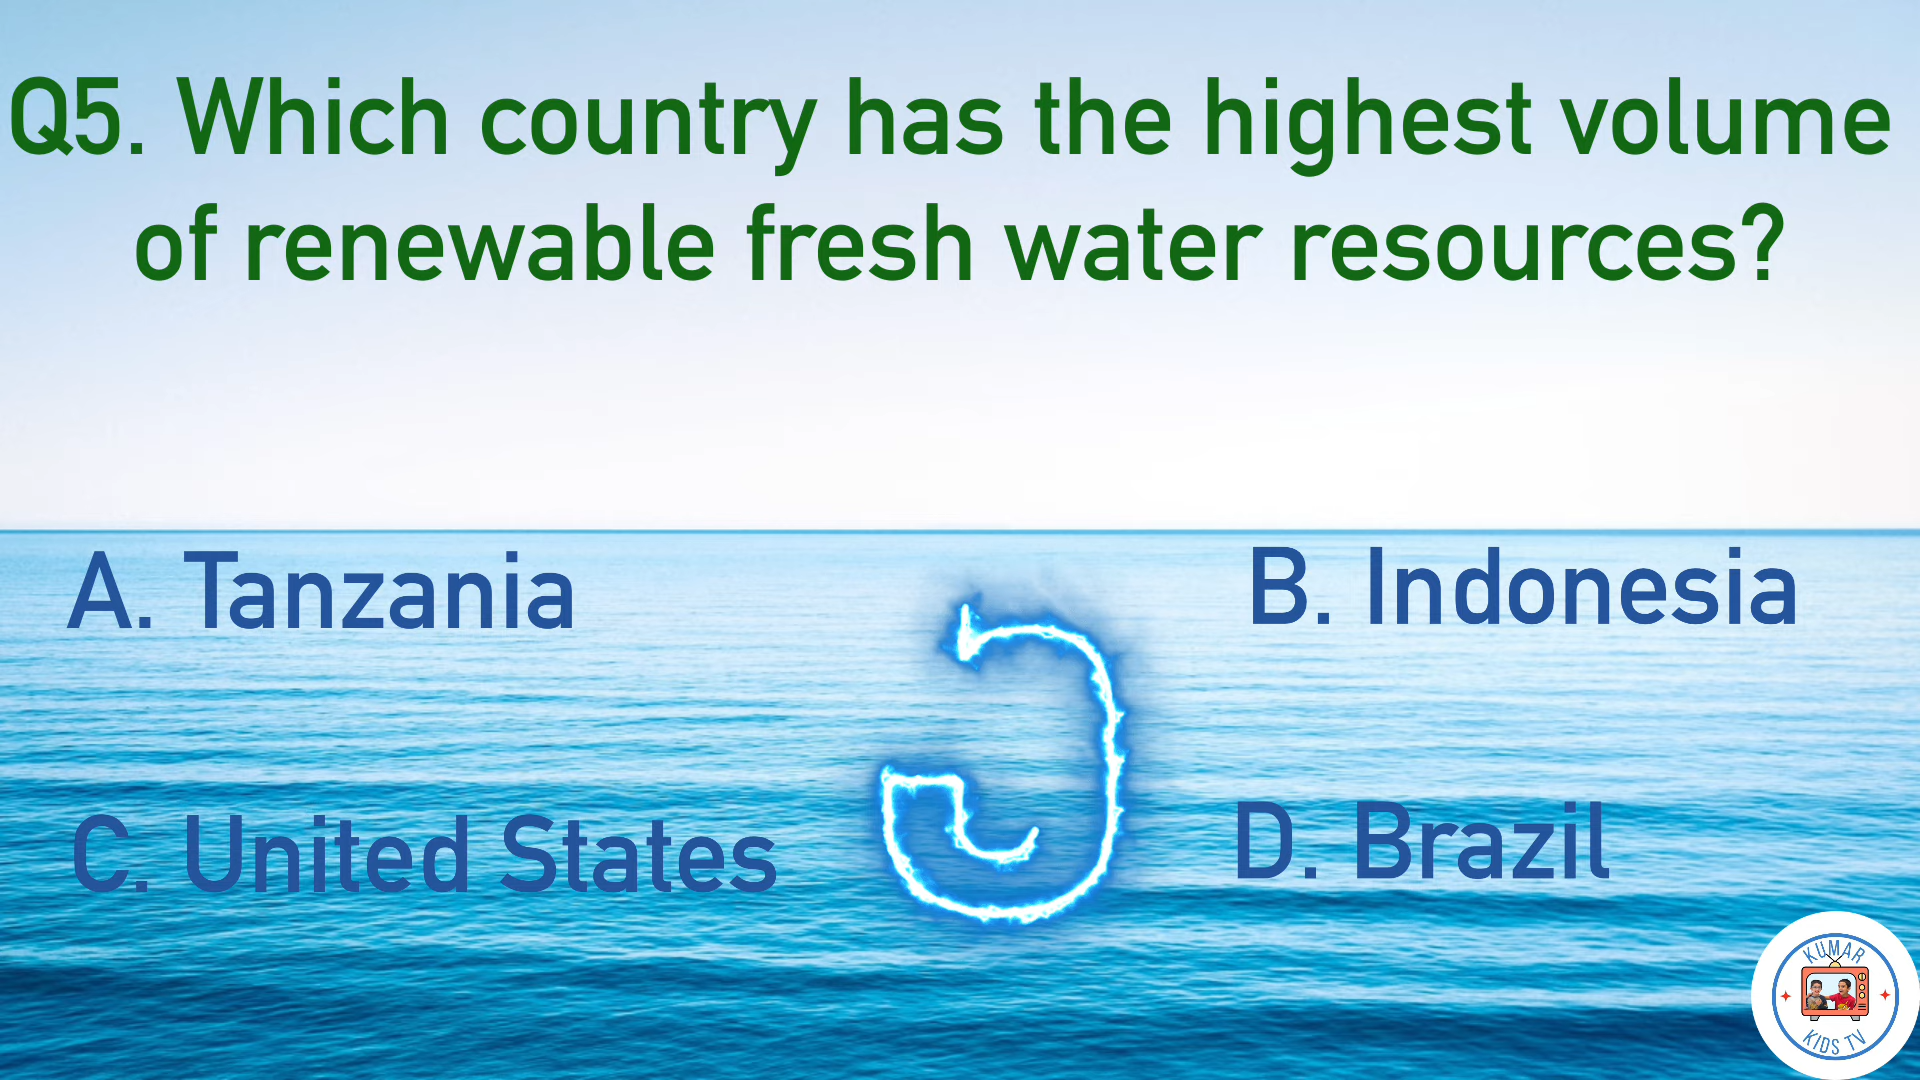 Q5. Which country has the highest volume
of renewable fresh water resources?
A. Tanzania
B. Indonesia
C. United States
D. Brazil
KUMAR
KIDS TV